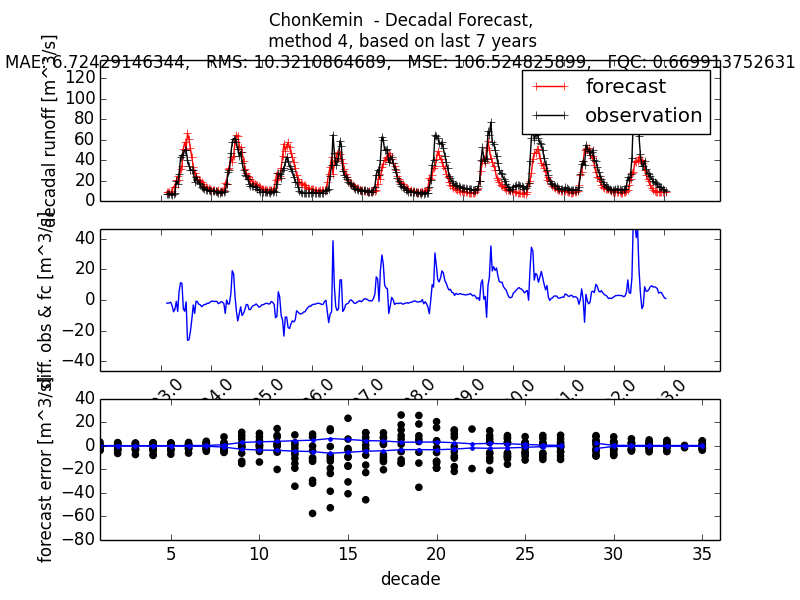 ChonKemin - Decadal Forecast,
method 4, based on last 7 years
MAE: 6.72429146344, RMS: 10.3210864689, MSE: 106.524825899, FQC: 0.669913752631
decadal runoff [m^3/s]
120
100
80
60
40
20
0
forecast
observation
diff. obs & fc [m^3/s]
40
20
0
−20
−40
forecast error [m^3/s]
40
20
0
−20
−40
−60
−80
5 10 15 20 25 30 35
decade